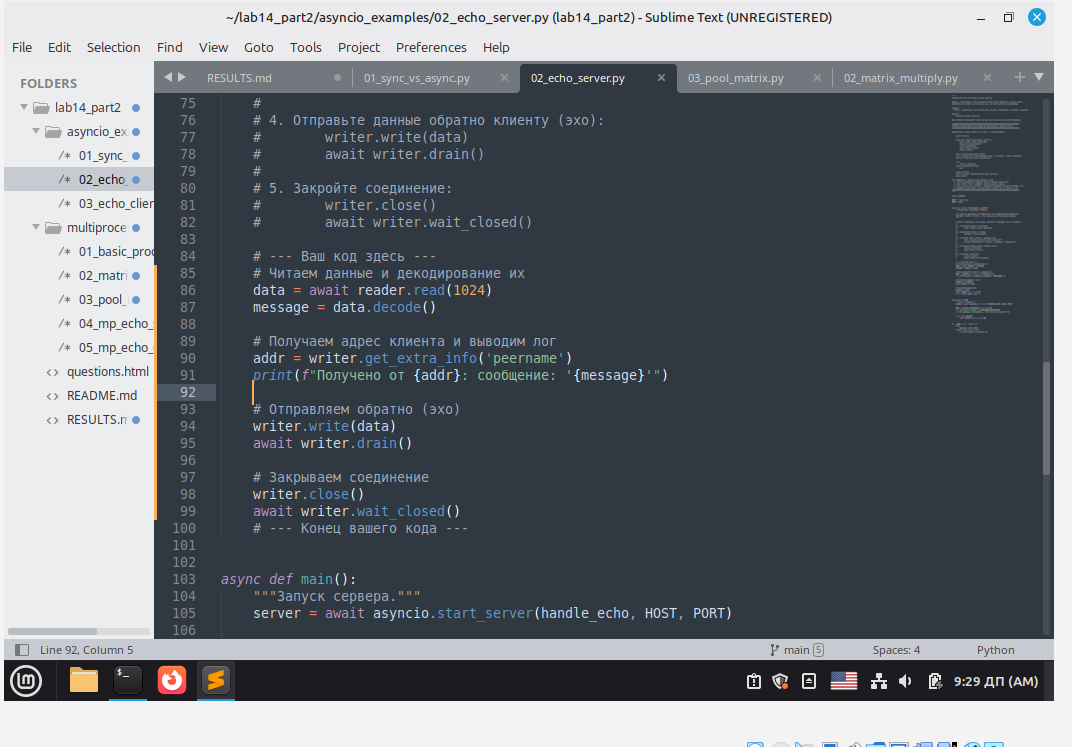 ~/lab14_part2/asyncio_examples/02_echo_server.py (lab14_part2) - Sublime Text (UNREGISTERED)
File Edit Selection Find View Goto Tools Project Preferences Help
FOLDERS
lab14_part2
asyncio_ex
01_sync_
02_echo_
03_echo_clien
multiproce
01_basic_proc
02_matri
03_pool_
04_mp_echo_s
05_mp_echo_
questions.html
README.md
RESULTS.m
RESULTS.md 01_sync_vs_async.py 02_echo_server.py 03_pool_matrix.py 02_matrix_multiply.py
75 #
76 # 4. Отправьте данные обратно клиенту (эхо):
77 #        writer.write(data)
78 #        await writer.drain()
79 #
80 # 5. Закройте соединение:
81 #        writer.close()
82 #        await writer.wait_closed()
83
84 # --- Ваш код здесь ---
85 # Читаем данные и декодирование их
86 data = await reader.read(1024)
87 message = data.decode()
88
89 # Получаем адрес клиента и выводим лог
90 addr = writer.get_extra_info('peername')
91 print(f"Получено от {addr}: сообщение: '{message}'")
92
93 # Отправляем обратно (эхо)
94 writer.write(data)
95 await writer.drain()
96
97 # Закрываем соединение
98 writer.close()
99 await writer.wait_closed()
100 # --- Конец вашего кода ---
101
102
103 async def main():
104     """Запуск сервера."""
105     server = await asyncio.start_server(handle_echo, HOST, PORT)
106
Line 92, Column 5 main 5 Spaces: 4 Python
9:29 ДП (AM)